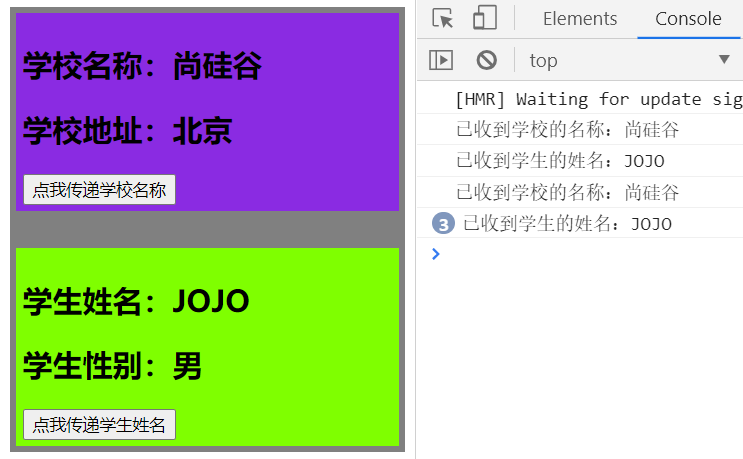 学校名称：尚硅谷
学校地址：北京
点我传递学校名称
学生姓名：JOJO
学生性别：男
点我传递学生姓名
Elements Console
top
[HMR] Waiting for update sig
已收到学校的名称：尚硅谷
已收到学生的姓名：JOJO
已收到学校的名称：尚硅谷
3 已收到学生的姓名：JOJO